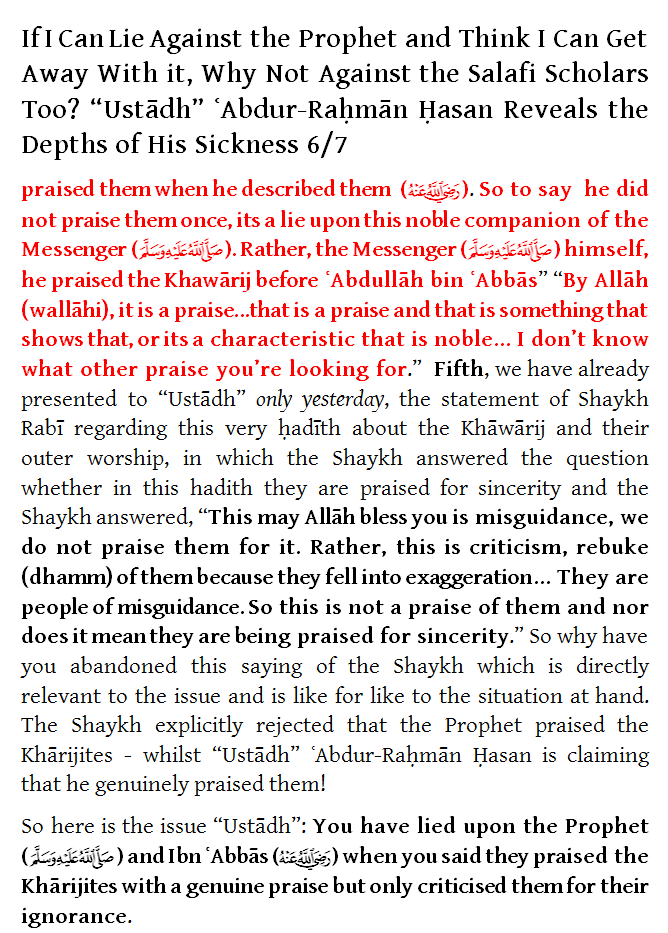 If I Can Lie Against the Prophet and Think I Can Get
Away With it, Why Not Against the Salafi Scholars
Too? “Ustādh” ʿAbdur-Raḥmān Ḥasan Reveals the
Depths of His Sickness 6/7
praised them when he described them (رَضِيَ اللَّهُ عَنْهُ). So to say he did
not praise them once, its a lie upon this noble companion of the
Messenger (صَلَّى اللَّهُ عَلَيْهِ وَسَلَّمَ). Rather, the Messenger (صَلَّى اللَّهُ عَلَيْهِ وَسَلَّمَ) himself,
he praised the Khawārij before ʿAbdullāh bin ʿAbbās” “By Allāh
(wallāhi), it is a praise...that is a praise and that is something that
shows that, or its a characteristic that is noble... I don’t know
what other praise you’re looking for.” Fifth, we have already
presented to “Ustādh” only yesterday, the statement of Shaykh
Rabī regarding this very ḥadīth about the Khāwārij and their
outer worship, in which the Shaykh answered the question
whether in this hadith they are praised for sincerity and the
Shaykh answered, “This may Allāh bless you is misguidance, we
do not praise them for it. Rather, this is criticism, rebuke
(dhamm) of them because they fell into exaggeration... They are
people of misguidance. So this is not a praise of them and nor
does it mean they are being praised for sincerity.” So why have
you abandoned this saying of the Shaykh which is directly
relevant to the issue and is like for like to the situation at hand.
The Shaykh explicitly rejected that the Prophet praised the
Khārijites - whilst “Ustādh” ʿAbdur-Raḥmān Ḥasan is claiming
that he genuinely praised them!
So here is the issue “Ustādh”: You have lied upon the Prophet
(صَلَّى اللَّهُ عَلَيْهِ وَسَلَّمَ) and Ibn ʿAbbās (رَضِيَ اللَّهُ عَنْهُ) when you said they praised the
Khārijites with a genuine praise but only criticised them for their
ignorance.